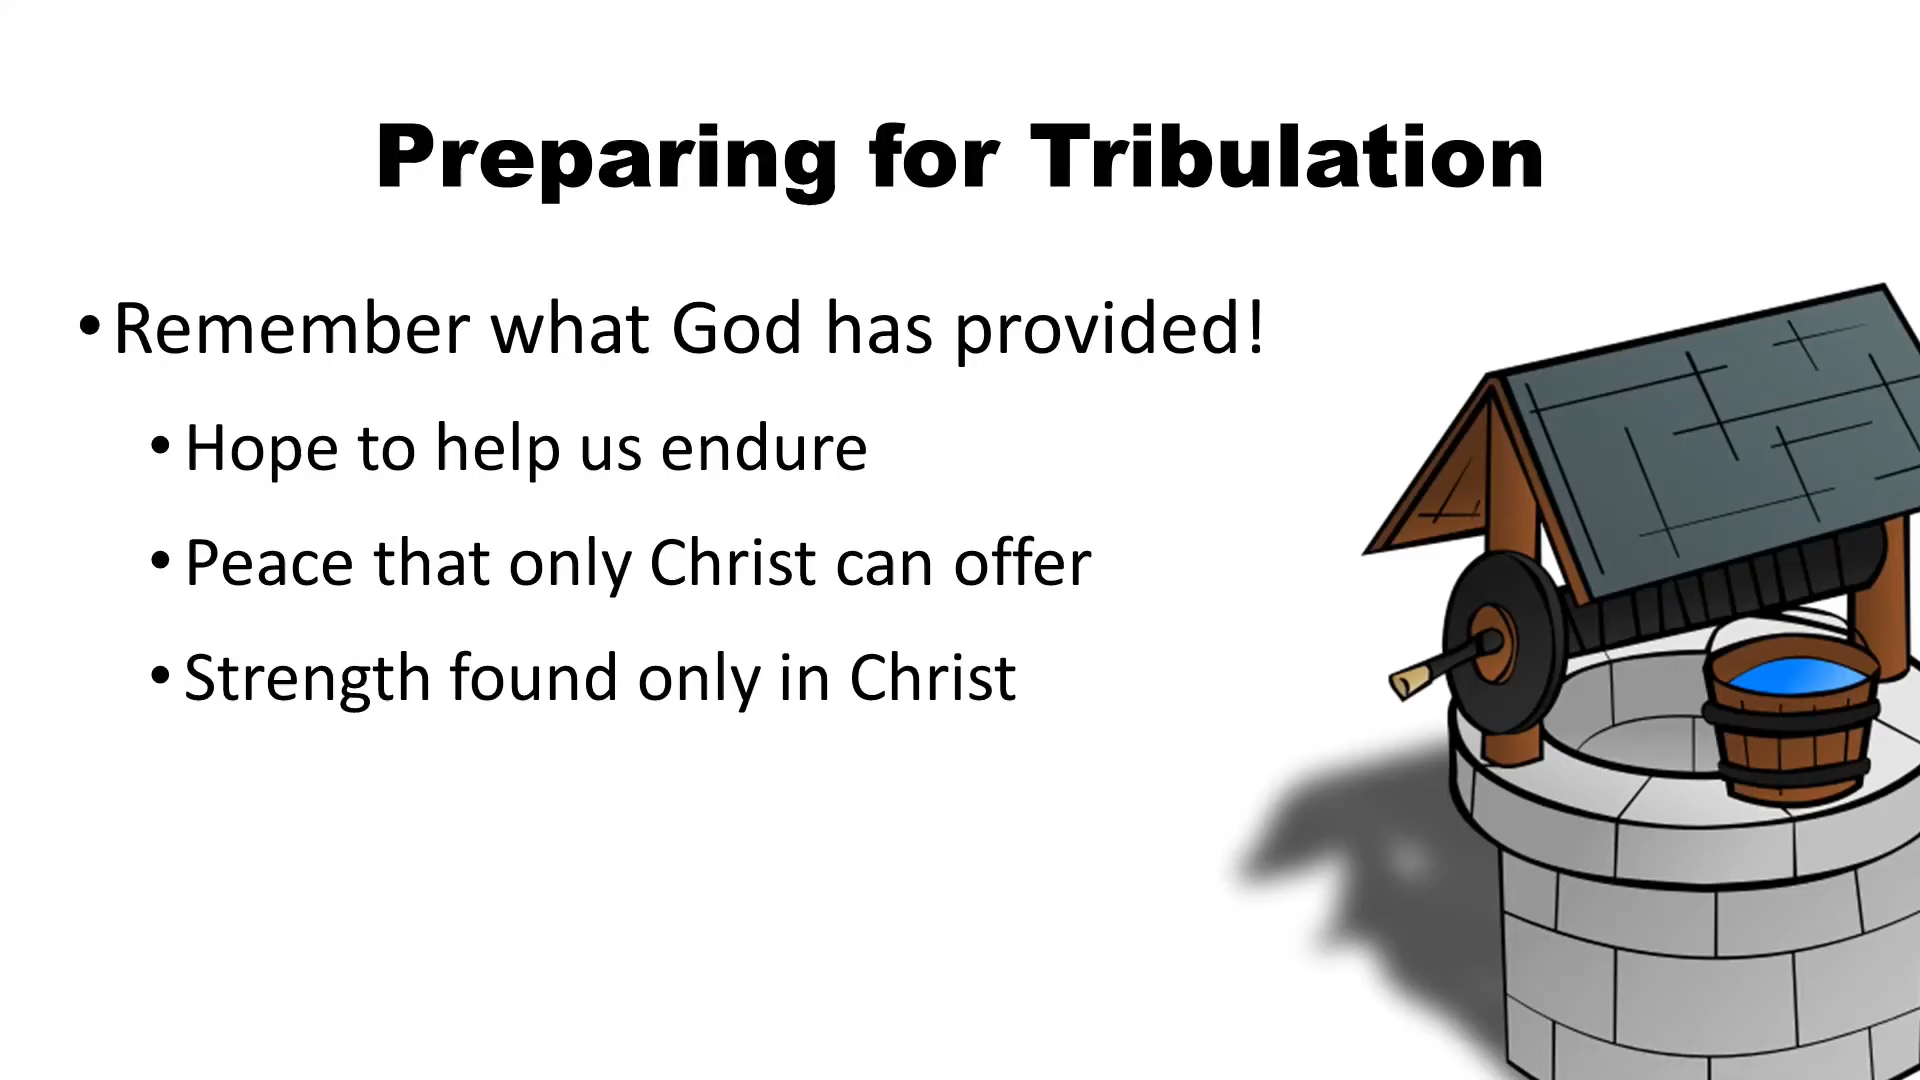 Preparing for Tribulation
• Remember what God has provided!
• Hope to help us endure
• Peace that only Christ can offer
• Strength found only in Christ